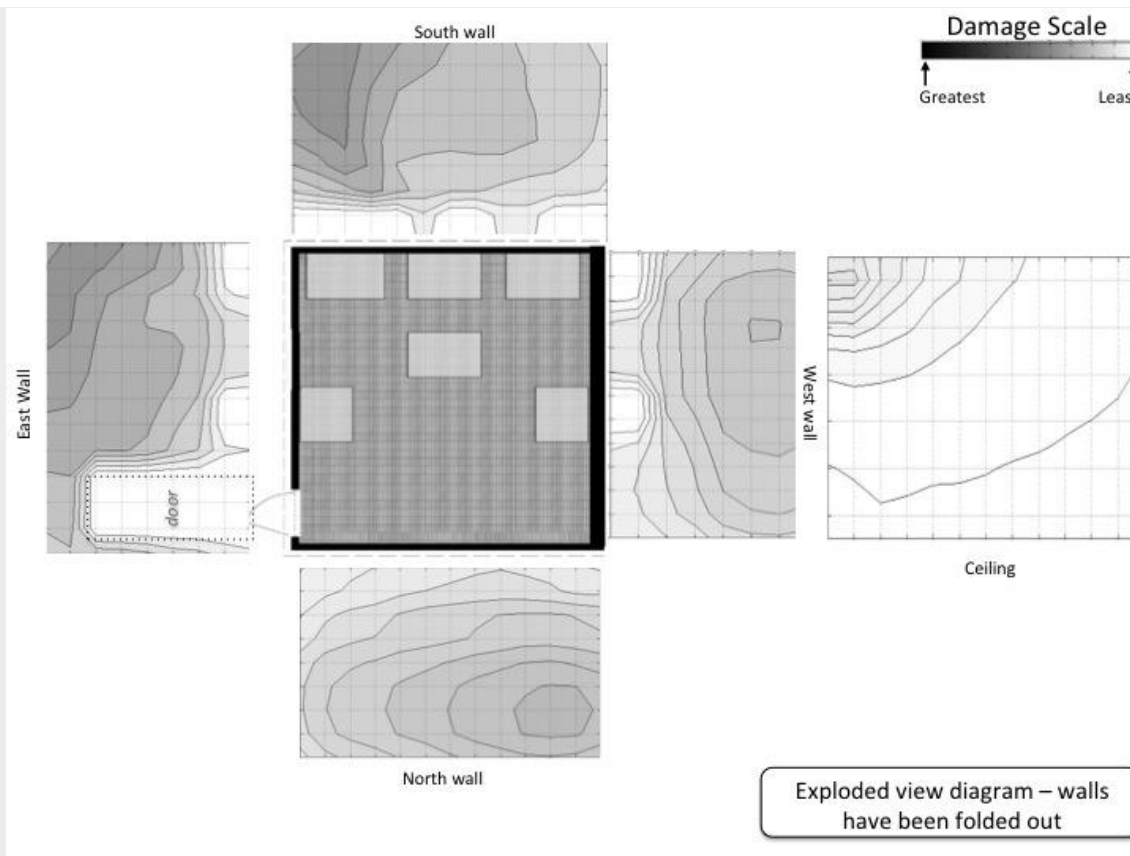 South wall
Damage Scale
Greatest
Leas
East Wall
door
West wall
Ceiling
North wall
Exploded view diagram – walls
have been folded out